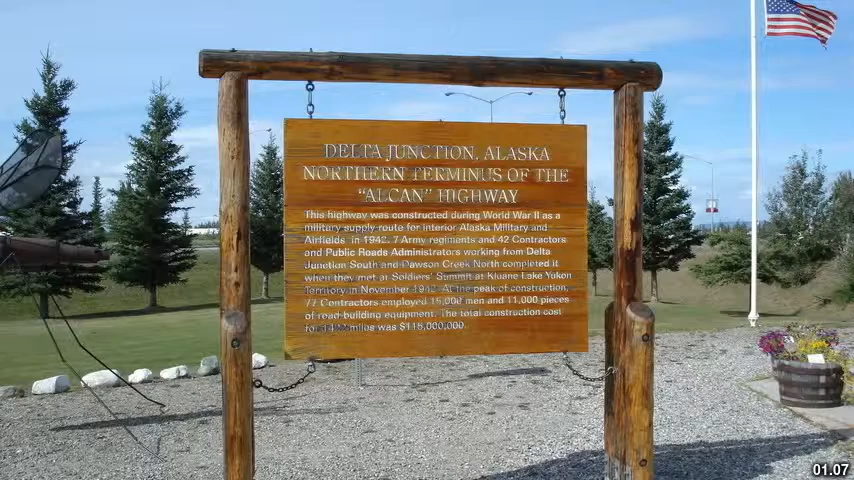 DELTA JUNCTION, ALASKA
NORTHERN TERMINUS OF THE
"ALCAN" HIGHWAY
This highway was constructed during World War II as a
military supply route for interior Alaska Military and
Airfields in 1942. 7 Army regiments and 42 Contractors
and Public Roads Administrators working from Delta
Junction South and Dawson Creek North completed it
when they met at Soldiers' Summit at Kluane Lake Yukon
Territory in November 1942. At the peak of construction,
77 Contractors employed 15,000 men and 11,000 pieces
of road building equipment. The total construction cost
for miles was $115,000,000
01.07